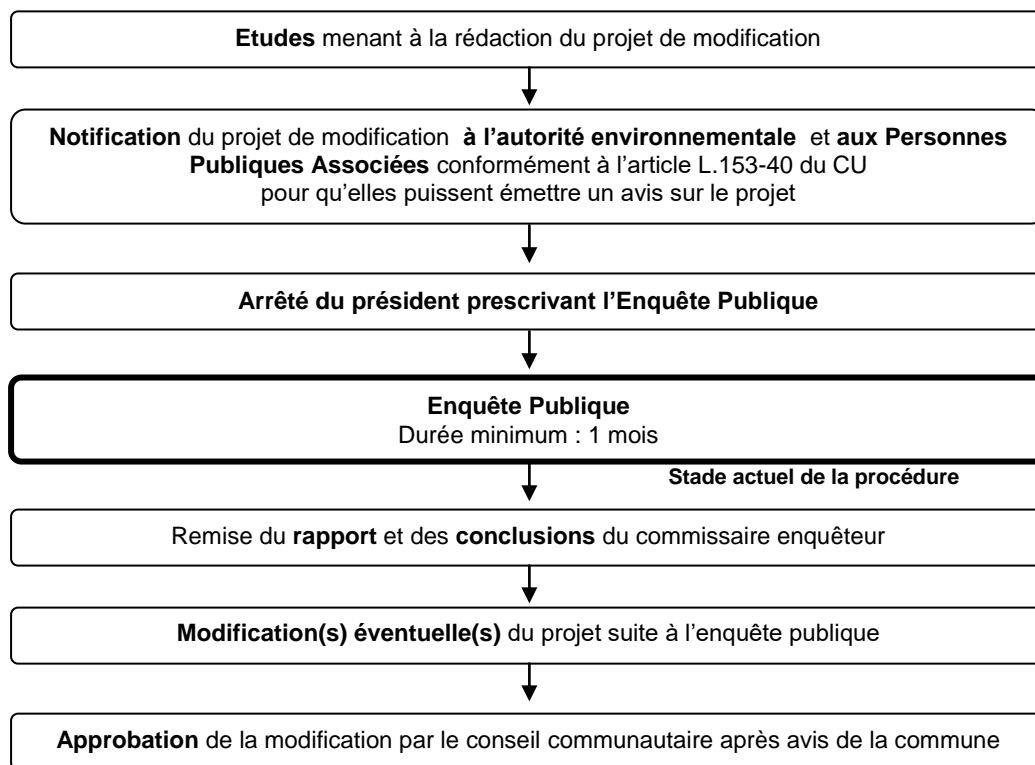 Etudes menant à la rédaction du projet de modification
Notification du projet de modification à l’autorité environnementale et aux Personnes
Publiques Associées conformément à l’article L.153-40 du CU
pour qu’elles puissent émettre un avis sur le projet
Arrêté du président prescrivant l’Enquête Publique
Enquête Publique
Durée minimum : 1 mois
Stade actuel de la procédure
Remise du rapport et des conclusions du commissaire enquêteur
Modification(s) éventuelle(s) du projet suite à l’enquête publique
Approbation de la modification par le conseil communautaire après avis de la commune